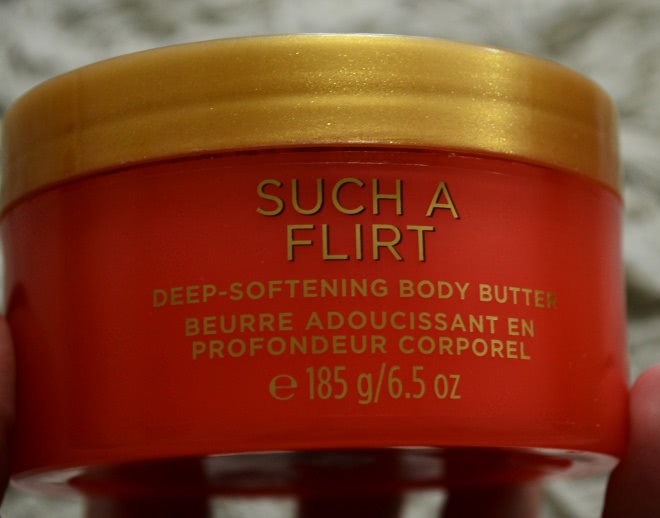 SUCH A
FLIRT
DEEP-SOFTENING BODY BUTTER
BEURRE ADOUCISSANT EN
PROFONDEUR CORPOREL
℮ 185 g/6.5 oz